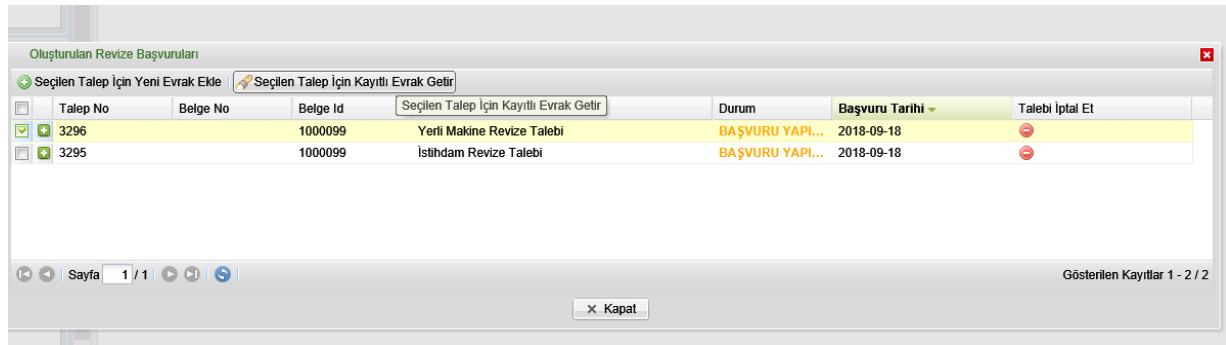 Oluşturulan Revize Başvuruları
Seçilen Talep İçin Yeni Evrak Ekle Seçilen Talep İçin Kayıtlı Evrak Getir
Talep No Belge No Belge Id Durum Başvuru Tarihi Talebi İptal Et
Seçilen Talep İçin Kayıtlı Evrak Getir
3296 1000099 Yerli Makine Revize Talebi BAŞVURU YAPI... 2018-09-18
3295 1000099 İstihdam Revize Talebi BAŞVURU YAPI... 2018-09-18
Sayfa 1 / 1 Gösterilen Kayıtlar 1 - 2 / 2
Kapat